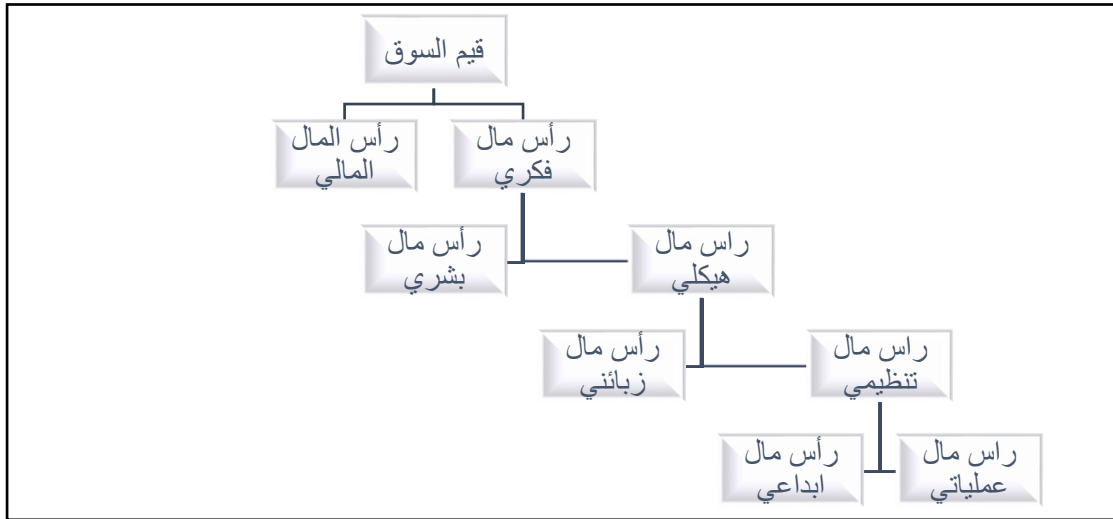 قيم السوق
رأس مال
فكري
رأس المال
المالي
راس مال
هيكلي
رأس مال
بشري
راس مال
تنظيمي
رأس مال
زبائني
راس مال
عملياتي
رأس مال
ابداعي